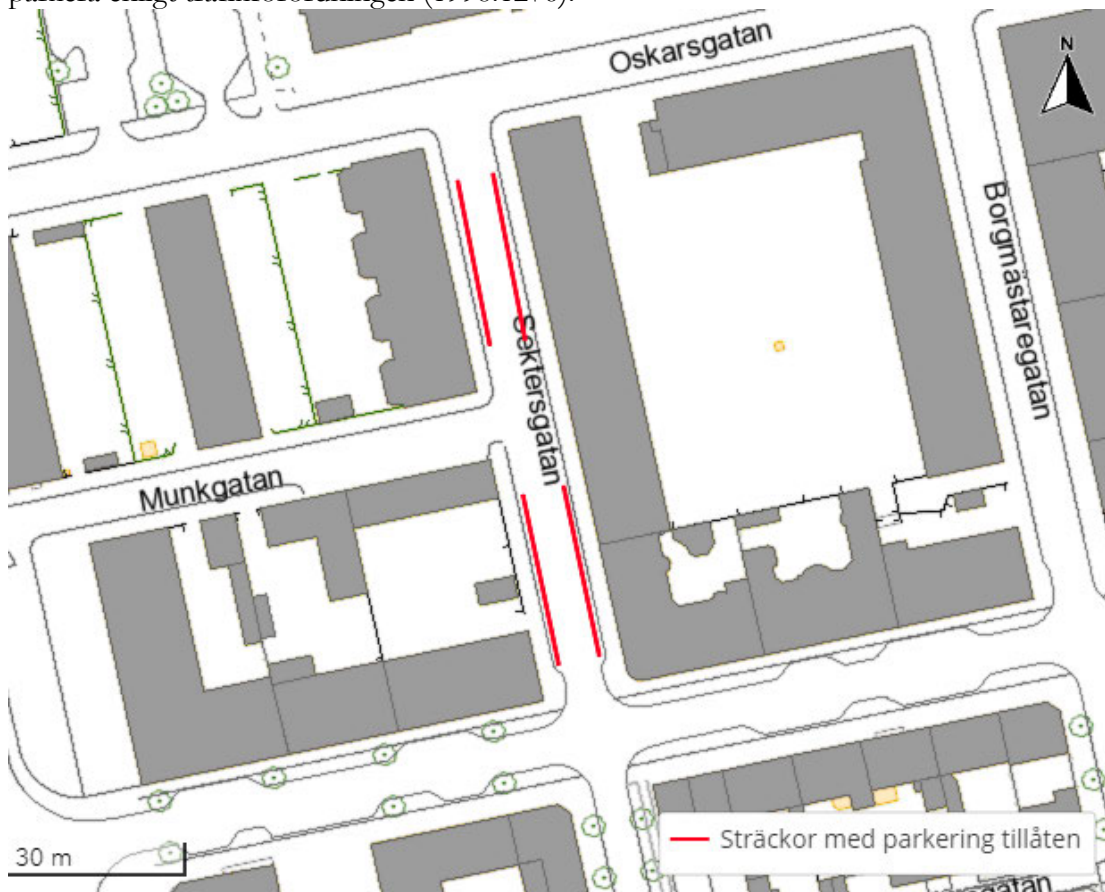 Oskarsgatan
N
Borgmästaregatan
Sektersgatan
Munkgatan
Sträckor med parkering tillåten
30 m